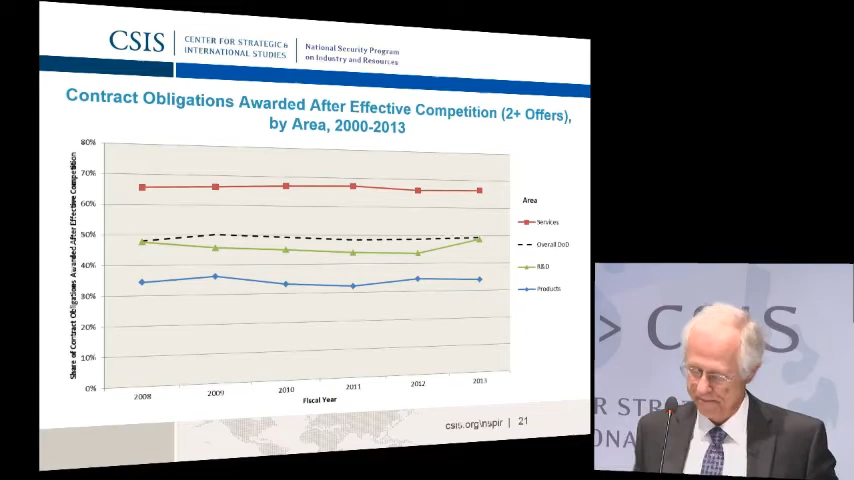 CSIS
CENTER FOR STRATEGIC &
INTERNATIONAL STUDIES
National Security Program
on Industry and Resources
Contract Obligations Awarded After Effective Competition (2+ Offers),
by Area, 2000-2013
Share of Contract Obligations Awarded After Effective Competition
80%
70%
60%
50%
40%
30%
20%
10%
0%
2008
2009
2010
2011
2012
2013
Fiscal Year
Area
Services
Overall DoD
R&D
Products
csis.org\nspir | 21
> CSIS
R STR
ONA